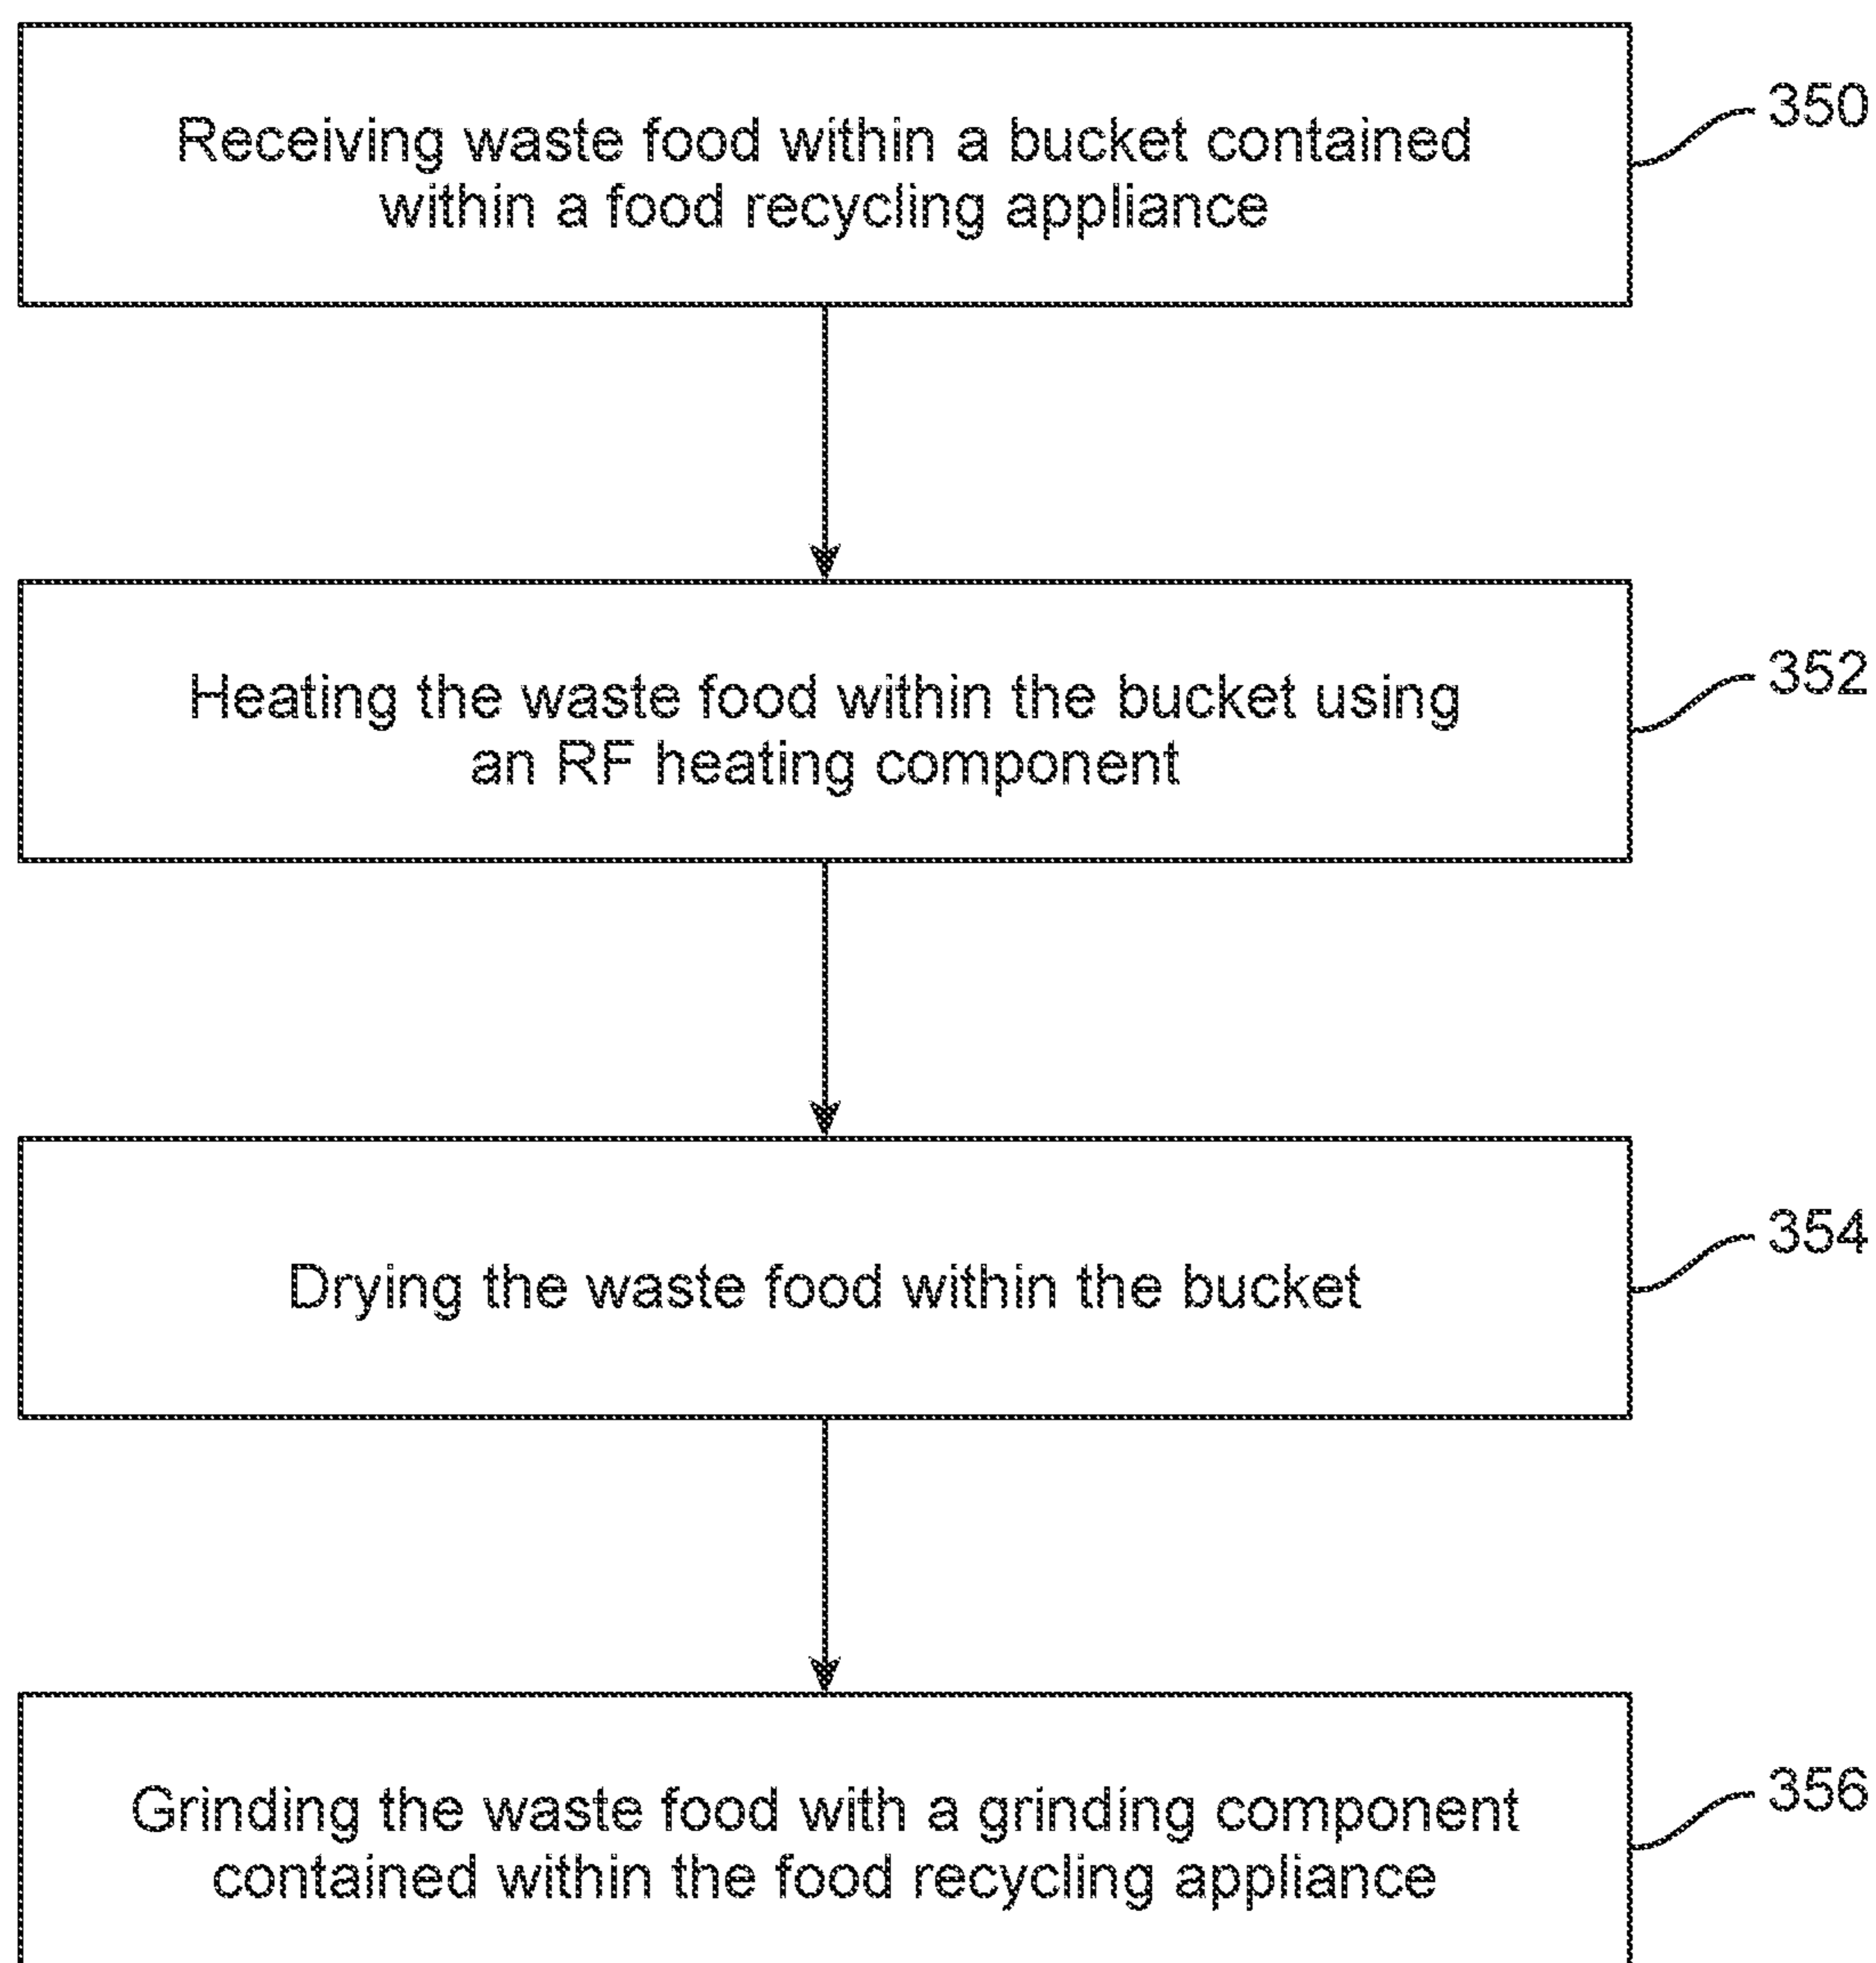 Receiving waste food within a bucket contained
within a food recycling appliance
350
Heating the waste food within the bucket using
an RF heating component
352
Drying the waste food within the bucket
354
Grinding the waste food with a grinding component
contained within the food recycling appliance
356